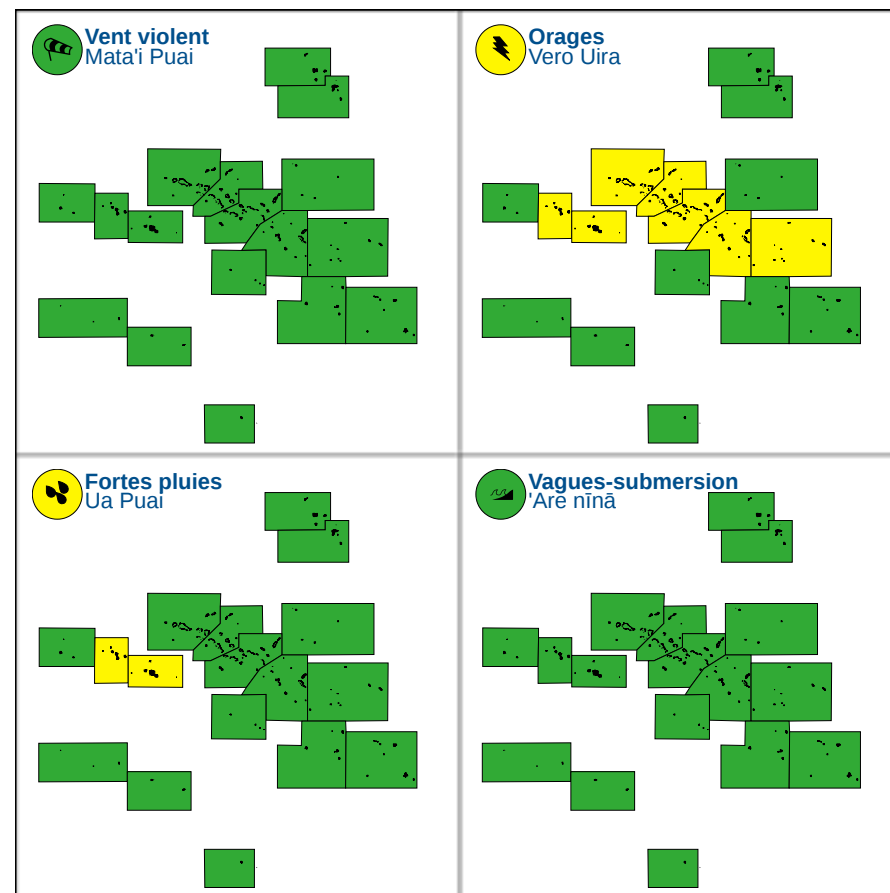 Vent violent
Mata'i Puai
Orages
Vero Uira
Fortes pluies
Ua Puai
Vagues-submersion
'Are nīnā